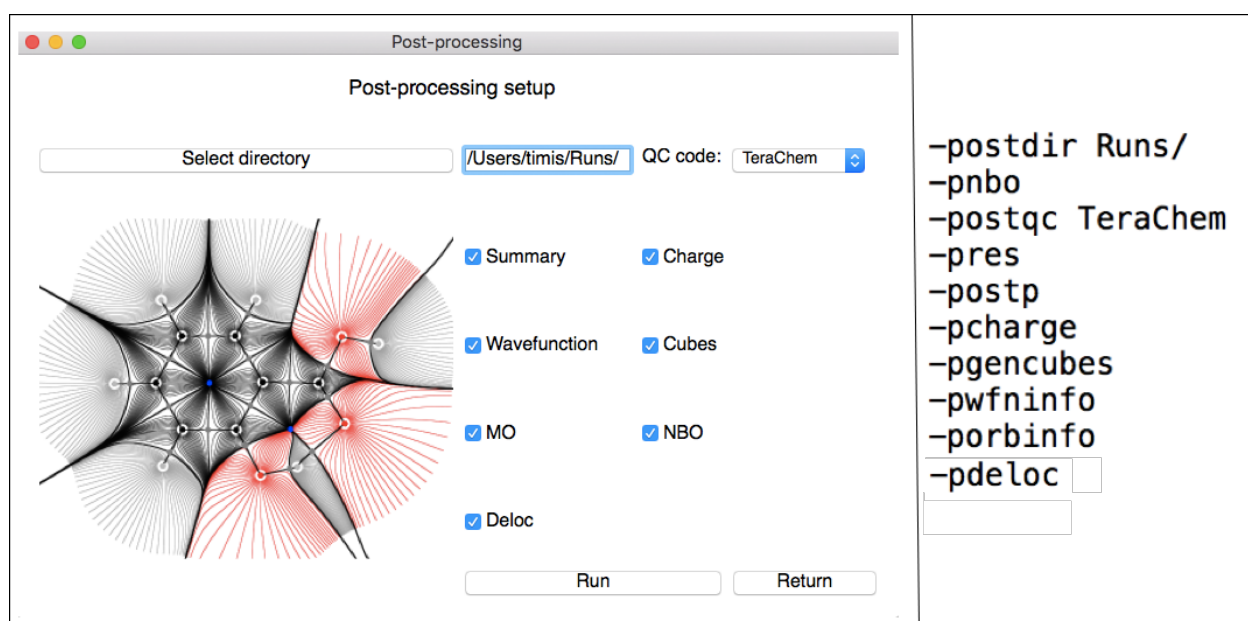 Post-processing
Post-processing setup
Select directory /Users/timis/Runs/ QC code: TeraChem
Summary Charge
Wavefunction Cubes
MO NBO
Deloc
Run Return
-postdir Runs/
-pnbo
-postqc TeraChem
-pres
-postp
-pcharge
-pgencubes
-pwfninfo
-porbinfo
-pdeloc